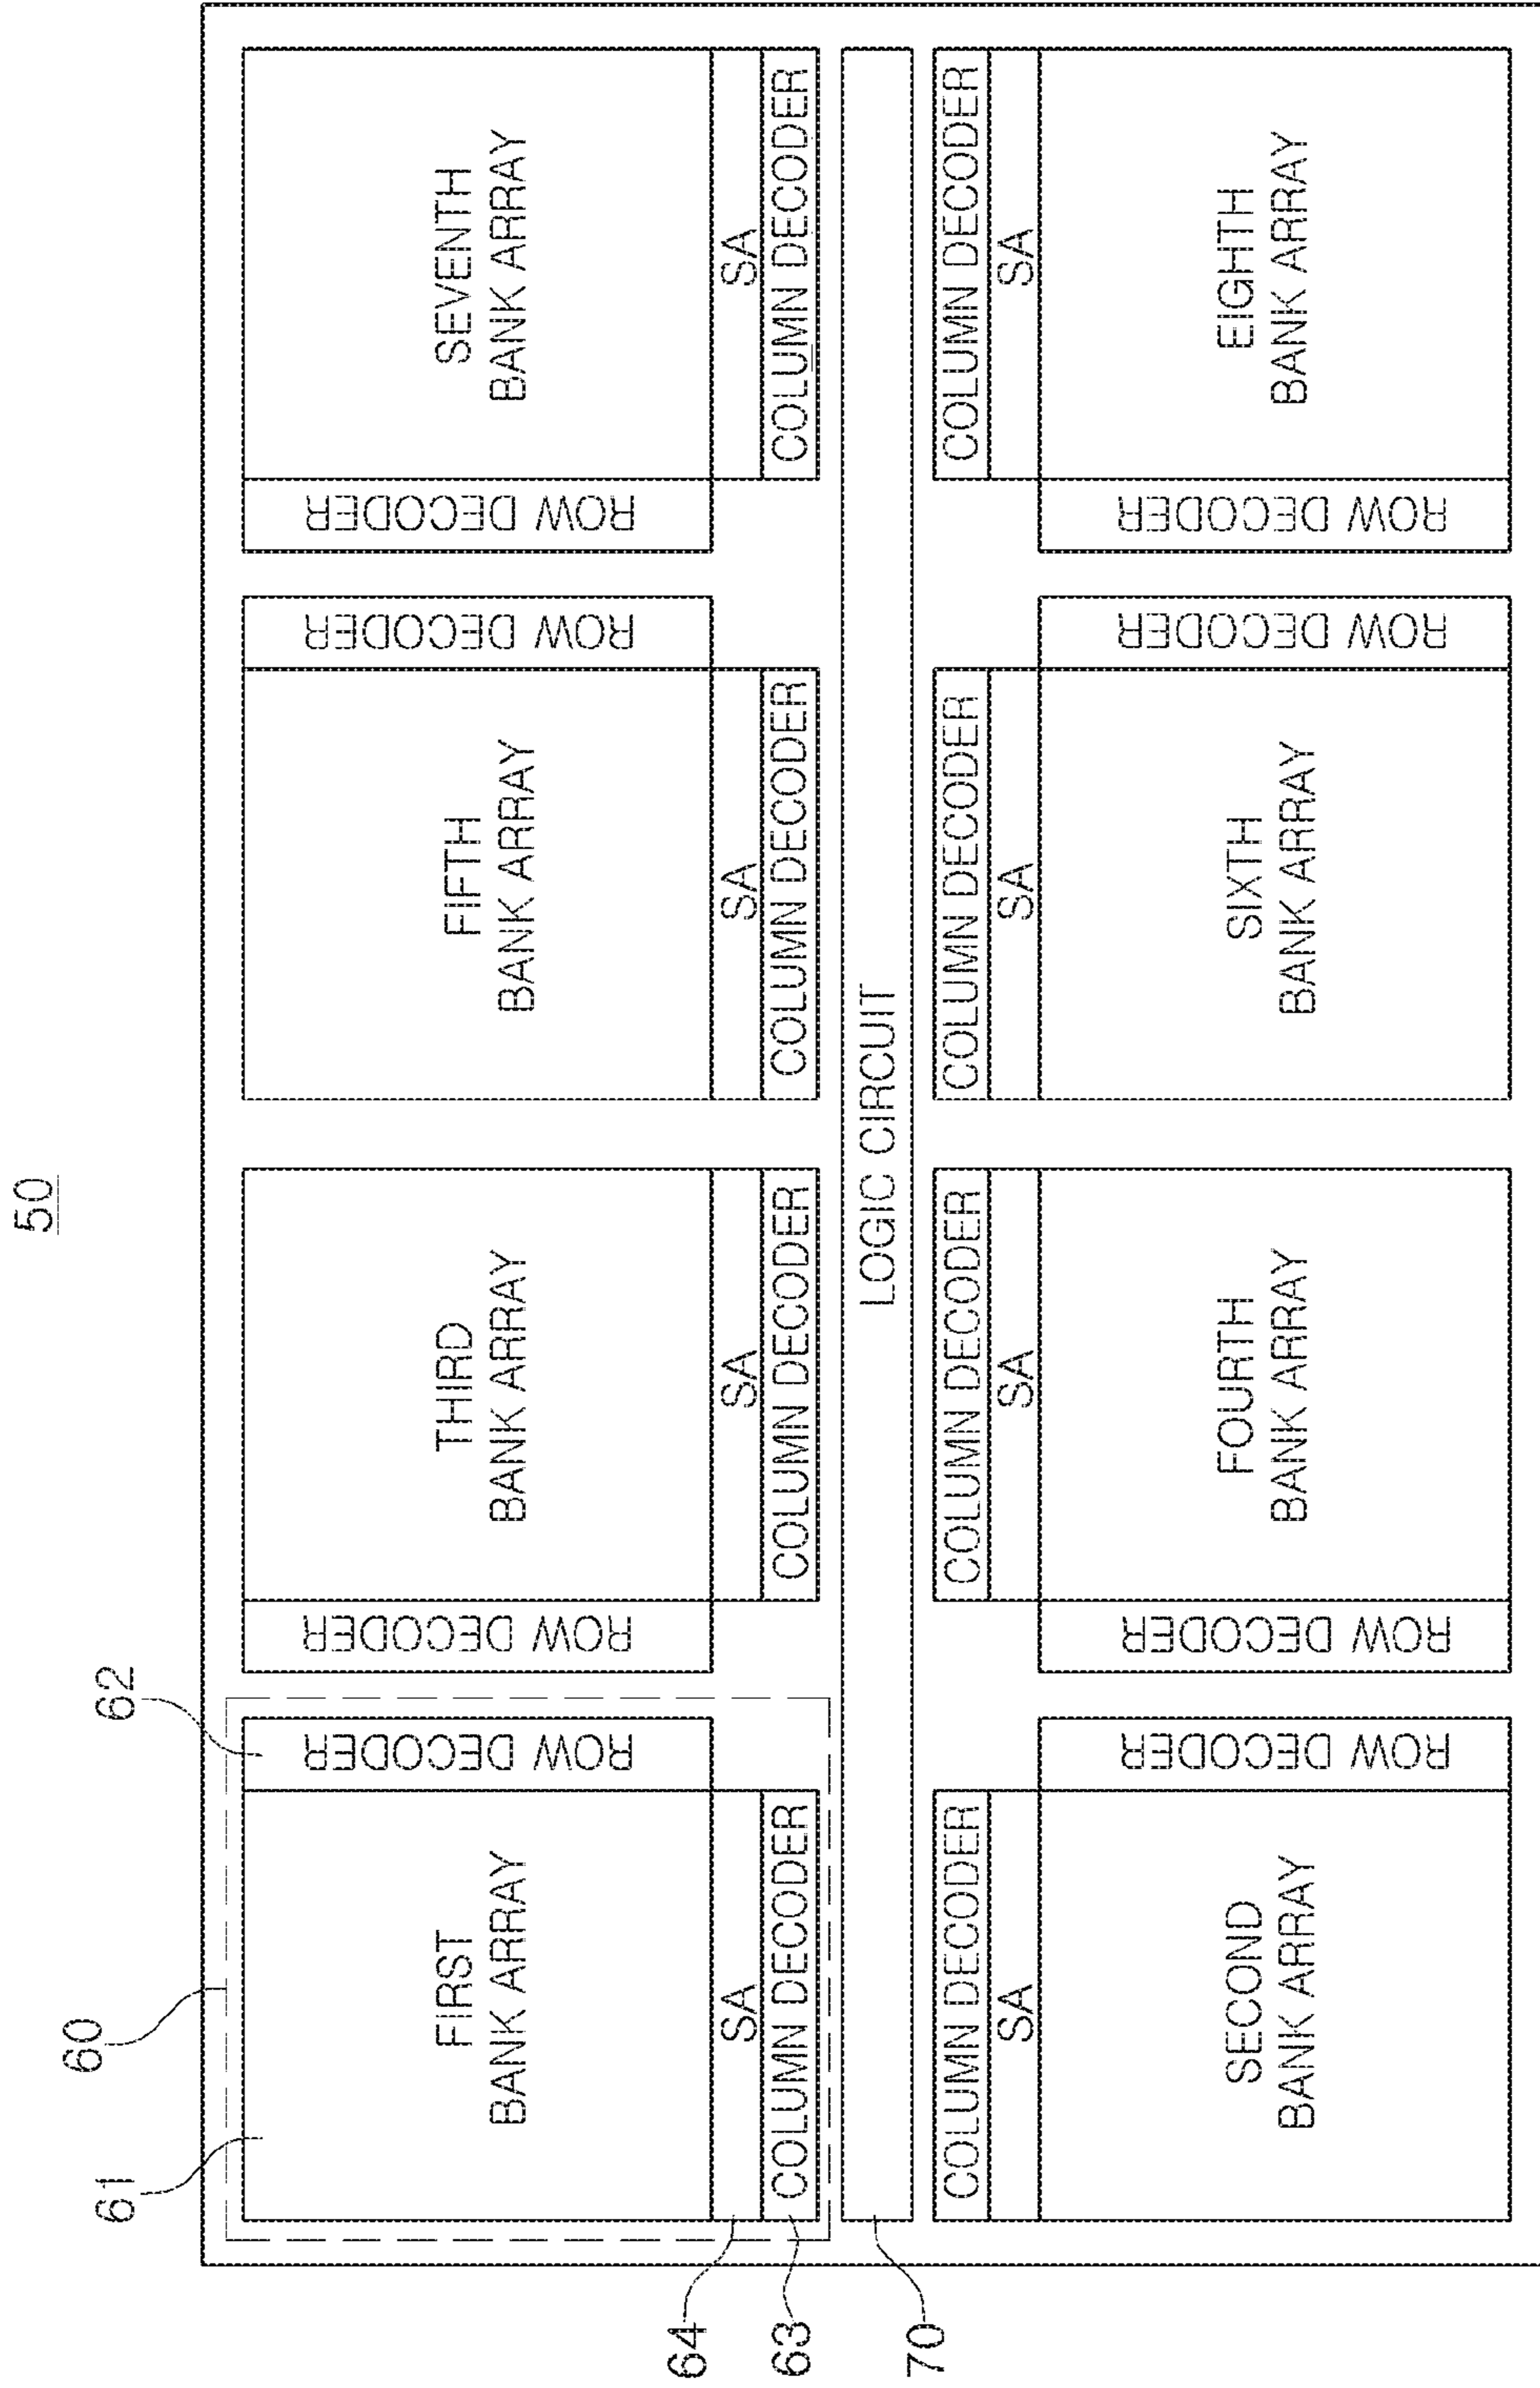 50
60
61
62
FIRST
BANK ARRAY
ROW DECODER
ROW DECODER
THIRD
BANK ARRAY
FIFTH
BANK ARRAY
ROW DECODER
ROW DECODER
SEVENTH
BANK ARRAY
64
SA
SA
SA
SA
63
COLUMN DECODER
COLUMN DECODER
COLUMN DECODER
COLUMN DECODER
70
LOGIC CIRCUIT
COLUMN DECODER
COLUMN DECODER
COLUMN DECODER
COLUMN DECODER
SA
SA
SA
SA
SECOND
BANK ARRAY
ROW DECODER
ROW DECODER
FOURTH
BANK ARRAY
SIXTH
BANK ARRAY
ROW DECODER
ROW DECODER
EIGHTH
BANK ARRAY